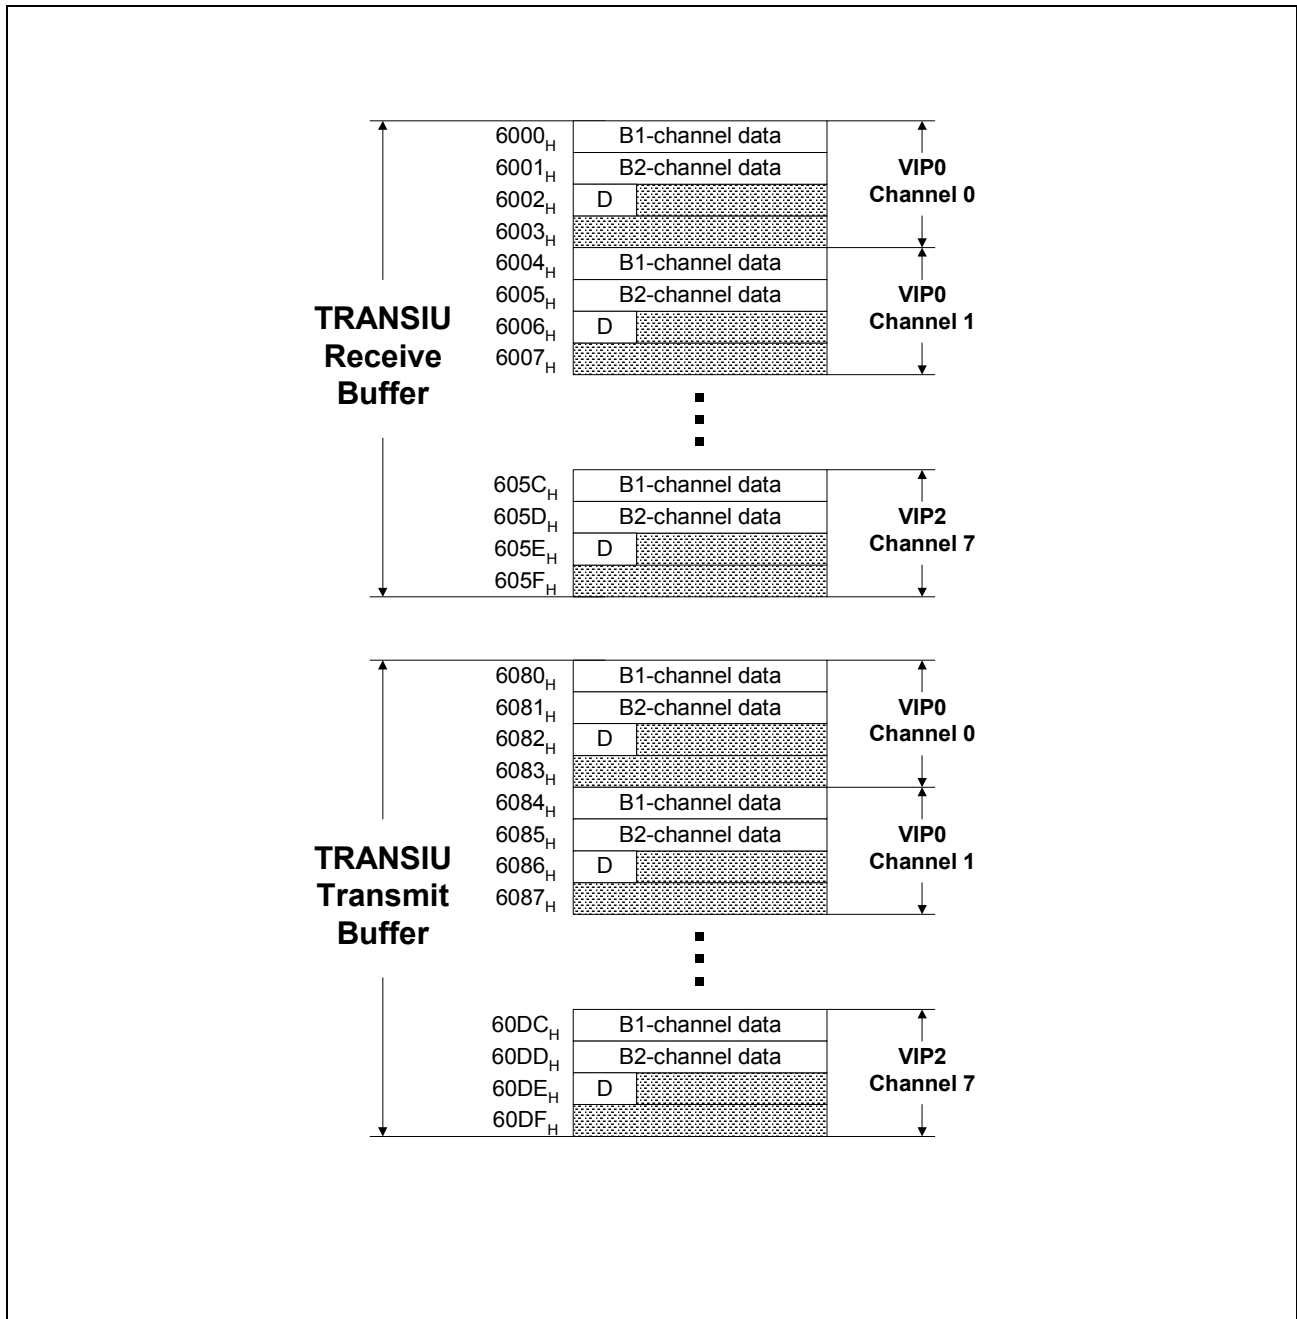 6000H B1-channel data
6001H B2-channel data
6002H D
6003H
VIP0
Channel 0
6004H B1-channel data
6005H B2-channel data
6006H D
6007H
VIP0
Channel 1
TRANSIU
Receive
Buffer
605CH B1-channel data
605DH B2-channel data
605EH D
605FH
VIP2
Channel 7
6080H B1-channel data
6081H B2-channel data
6082H D
6083H
VIP0
Channel 0
6084H B1-channel data
6085H B2-channel data
6086H D
6087H
VIP0
Channel 1
TRANSIU
Transmit
Buffer
60DCH B1-channel data
60DDH B2-channel data
60DEH D
60DFH
VIP2
Channel 7